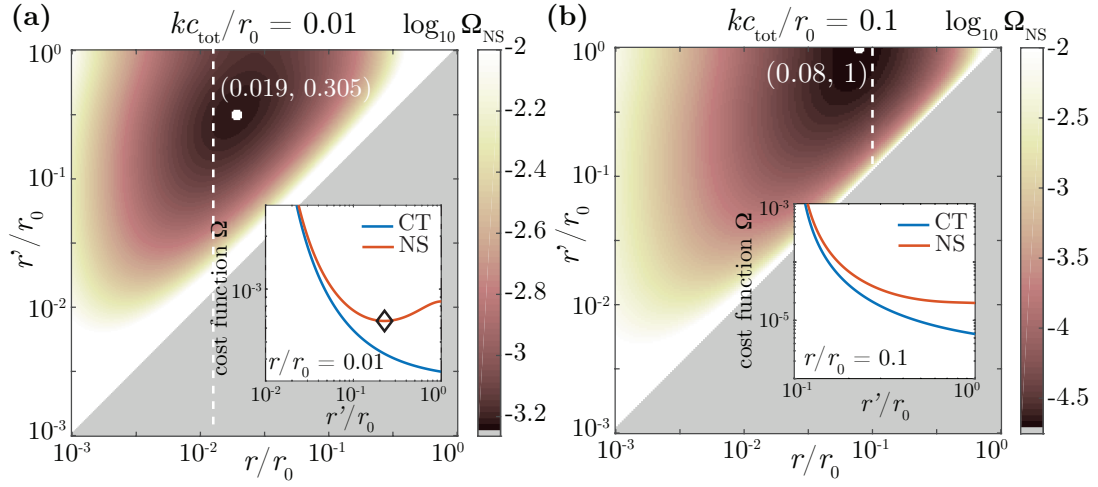 (a)
kc_tot/r_0 = 0.01
log_10 Ω_NS
10^0
10^-1
10^-2
10^-3
r'/r_0
(0.019, 0.305)
-2
-2.2
-2.4
-2.6
-2.8
-3
-3.2
cost function Ω
10^-3
CT
NS
r/r_0 = 0.01
10^-2
10^-1
10^0
r'/r_0
10^-3
10^-2
10^-1
10^0
r/r_0
(b)
kc_tot/r_0 = 0.1
log_10 Ω_NS
10^0
10^-1
10^-2
10^-3
r'/r_0
(0.08, 1)
-2
-2.5
-3
-3.5
-4
-4.5
cost function Ω
10^-3
10^-5
CT
NS
r/r_0 = 0.1
10^-1
10^0
r'/r_0
10^-3
10^-2
10^-1
10^0
r/r_0